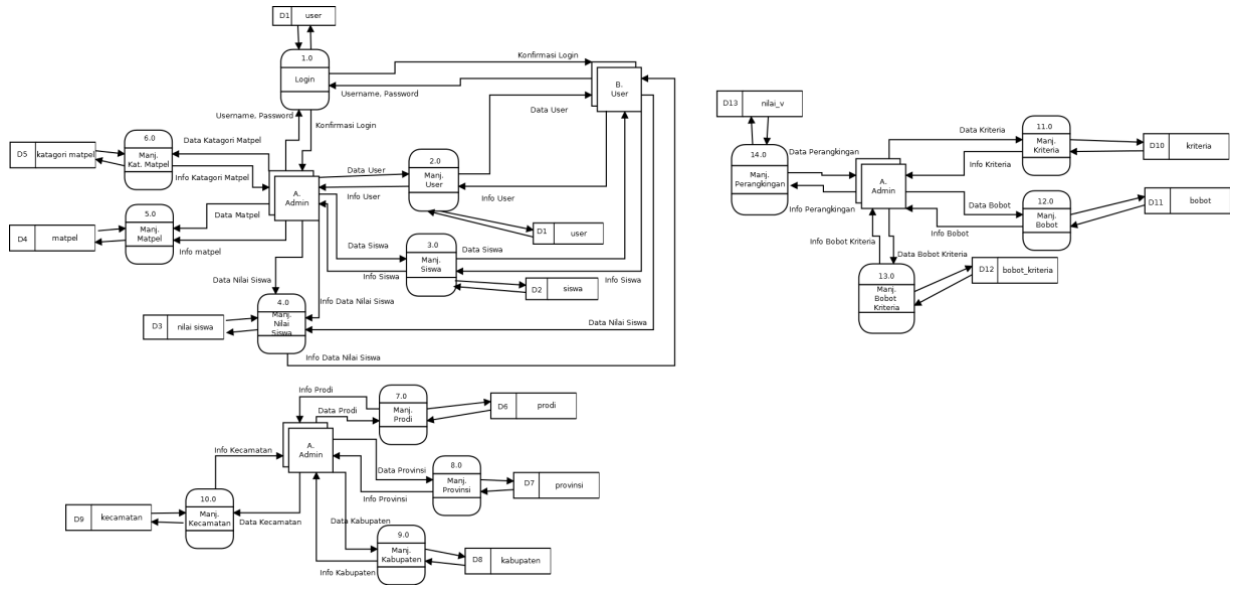 D1 user
1.0
Login
Konfirmasi Login
Username, Password
B.
User
Username, Password
Konfirmasi Login
Data User
6.0
Manj.
Kat. Matpel
D5 katagori matpel
Data Katagori Matpel
Info Katagori Matpel
A.
Admin
Data User
Info User
2.0
Manj.
User
Info User
D1 user
5.0
Manj.
Matpel
D4 matpel
Data Matpel
Info matpel
Data Siswa
Info Siswa
3.0
Manj.
Siswa
Data Siswa
Info Siswa
D2 siswa
Data Nilai Siswa
Info Data Nilai Siswa
4.0
Manj.
Nilai
Siswa
D3 nilai siswa
Data Nilai Siswa
Info Data Nilai Siswa
D13 nilai_v
14.0
Manj.
Perangkingan
Data Perangkingan
Info Perangkingan
A.
Admin
Data Kriteria
Info Kriteria
11.0
Manj.
Kriteria
D10 kriteria
Data Bobot
Info Bobot
12.0
Manj.
Bobot
D11 bobot
Info Bobot Kriteria
Data Bobot Kriteria
13.0
Manj.
Bobot
Kriteria
D12 bobot_kriteria
Info Prodi
Data Prodi
7.0
Manj.
Prodi
D6 prodi
A.
Admin
Info Kecamatan
Data Provinsi
Info Provinsi
8.0
Manj.
Provinsi
D7 provinsi
10.0
Manj.
Kecamatan
D9 kecamatan
Data Kecamatan
Data Kabupaten
Info Kabupaten
9.0
Manj.
Kabupaten
D8 kabupaten